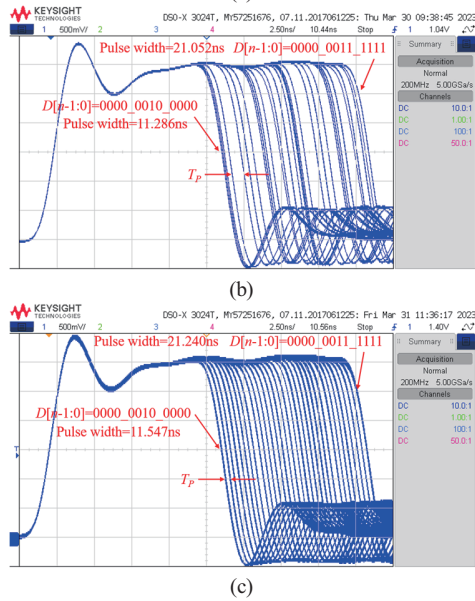 KEYSIGHT TECHNOLOGIES
DSO-X 3024T, MY57251676, 07.11.2017061225: Thu Mar 30 09:38:45 2023
1 500mV/ 2 3 4 2.50ns/ 10.44ns Stop 1 1.04V
Pulse width=21.052ns D[n-1:0]=0000_0011_1111
D[n-1:0]=0000_0010_0000
Pulse width=11.286ns
TP
Summary
Acquisition
Normal
200MHz 5.00GSa/s
Channels
DC 10.0:1
DC 1.00:1
DC 100:1
DC 50.0:1
(b)
KEYSIGHT TECHNOLOGIES
DSO-X 3024T, MY57251676, 07.11.2017061225: Fri Mar 31 11:36:17 2023
1 500mV/ 2 3 4 2.50ns/ 10.56ns Stop 1 1.40V
Pulse width=21.240ns D[n-1:0]=0000_0011_1111
D[n-1:0]=0000_0010_0000
Pulse width=11.547ns
TP
Summary
Acquisition
Normal
200MHz 5.00GSa/s
Channels
DC 10.0:1
DC 1.00:1
DC 100:1
DC 50.0:1
(c)